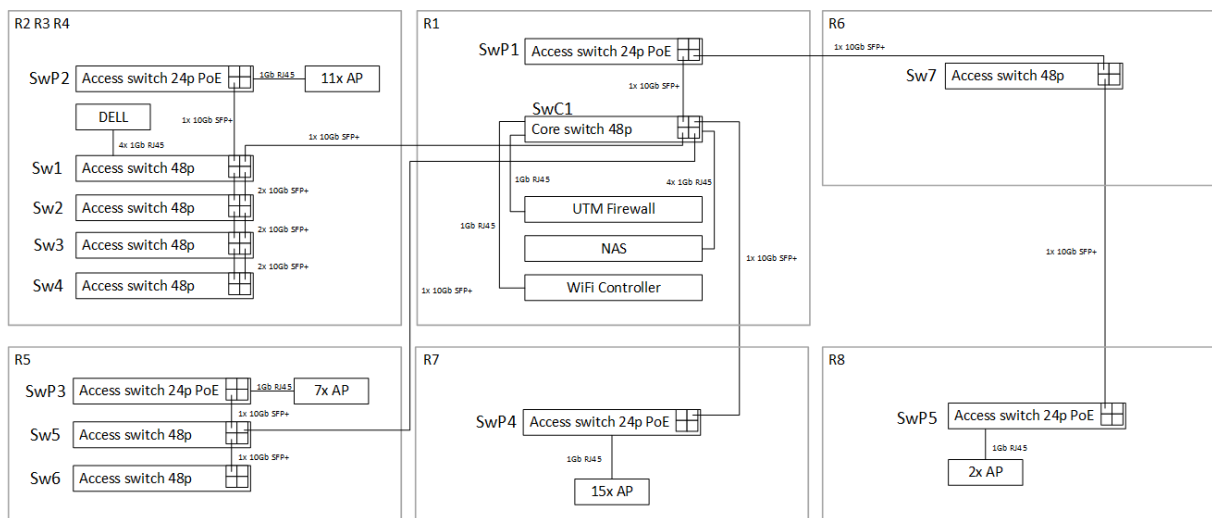 R2 R3 R4
SwP2
Access switch 24p PoE
1Gb RJ45
11x AP
DELL
1x 10Gb SFP+
4x 1Gb RJ45
Sw1
Access switch 48p
2x 10Gb SFP+
Sw2
Access switch 48p
2x 10Gb SFP+
Sw3
Access switch 48p
2x 10Gb SFP+
Sw4
Access switch 48p
1x 10Gb SFP+
R1
SwP1
Access switch 24p PoE
1x 10Gb SFP+
SwC1
Core switch 48p
1Gb RJ45
4x 1Gb RJ45
UTM Firewall
1Gb RJ45
NAS
1x 10Gb SFP+
WiFi Controller
1x 10Gb SFP+
R6
1x 10Gb SFP+
Sw7
Access switch 48p
1x 10Gb SFP+
R5
SwP3
Access switch 24p PoE
1Gb RJ45
7x AP
1x 10Gb SFP+
Sw5
Access switch 48p
1x 10Gb SFP+
Sw6
Access switch 48p
R7
SwP4
Access switch 24p PoE
1Gb RJ45
15x AP
R8
SwP5
Access switch 24p PoE
1Gb RJ45
2x AP